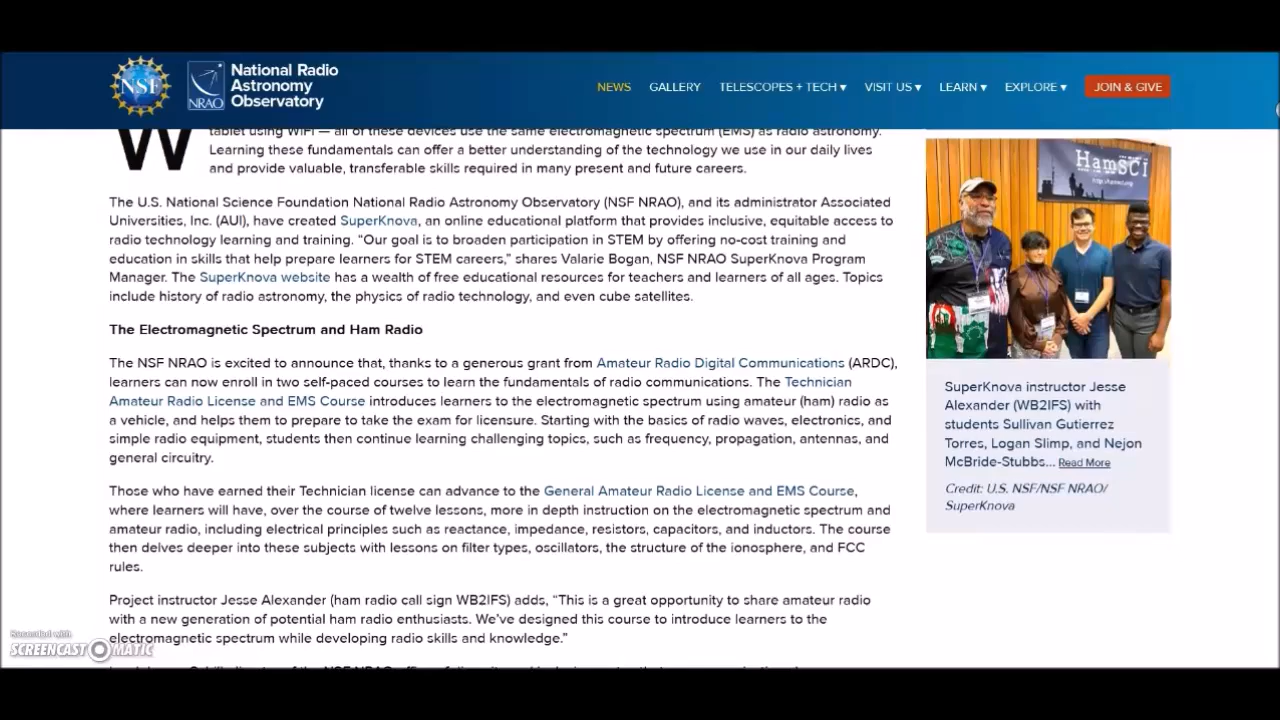 NSF
NRAO
National Radio
Astronomy
Observatory
NEWS GALLERY TELESCOPES + TECH VISIT US LEARN EXPLORE JOIN & GIVE
W
tablet using WiFi — all of these devices use the same electromagnetic spectrum (EMS) as radio astronomy.
Learning these fundamentals can offer a better understanding of the technology we use in our daily lives
and provide valuable, transferable skills required in many present and future careers.
The U.S. National Science Foundation National Radio Astronomy Observatory (NSF NRAO), and its administrator Associated
Universities, Inc. (AUI), have created SuperKnova, an online educational platform that provides inclusive, equitable access to
radio technology learning and training. “Our goal is to broaden participation in STEM by offering no-cost training and
education in skills that help prepare learners for STEM careers,” shares Valarie Bogan, NSF NRAO SuperKnova Program
Manager. The SuperKnova website has a wealth of free educational resources for teachers and learners of all ages. Topics
include history of radio astronomy, the physics of radio technology, and even cube satellites.
The Electromagnetic Spectrum and Ham Radio
The NSF NRAO is excited to announce that, thanks to a generous grant from Amateur Radio Digital Communications (ARDC),
learners can now enroll in two self-paced courses to learn the fundamentals of radio communications. The Technician
Amateur Radio License and EMS Course introduces learners to the electromagnetic spectrum using amateur (ham) radio as
a vehicle, and helps them to prepare to take the exam for licensure. Starting with the basics of radio waves, electronics, and
simple radio equipment, students then continue learning challenging topics, such as frequency, propagation, antennas, and
general circuitry.
Those who have earned their Technician license can advance to the General Amateur Radio License and EMS Course,
where learners will have, over the course of twelve lessons, more in depth instruction on the electromagnetic spectrum and
amateur radio, including electrical principles such as reactance, impedance, resistors, capacitors, and inductors. The course
then delves deeper into these subjects with lessons on filter types, oscillators, the structure of the ionosphere, and FCC
rules.
Project instructor Jesse Alexander (ham radio call sign WB2IFS) adds, “This is a great opportunity to share amateur radio
with a new generation of potential ham radio enthusiasts. We’ve designed this course to introduce learners to the
electromagnetic spectrum while developing radio skills and knowledge.”
HamSCI
SuperKnova instructor Jesse
Alexander (WB2IFS) with
students Sullivan Gutierrez
Torres, Logan Slimp, and Nejon
McBride-Stubbs... Read More
Credit: U.S. NSF/NSF NRAO/
SuperKnova
Recorded with
SCREENCAST MATIC